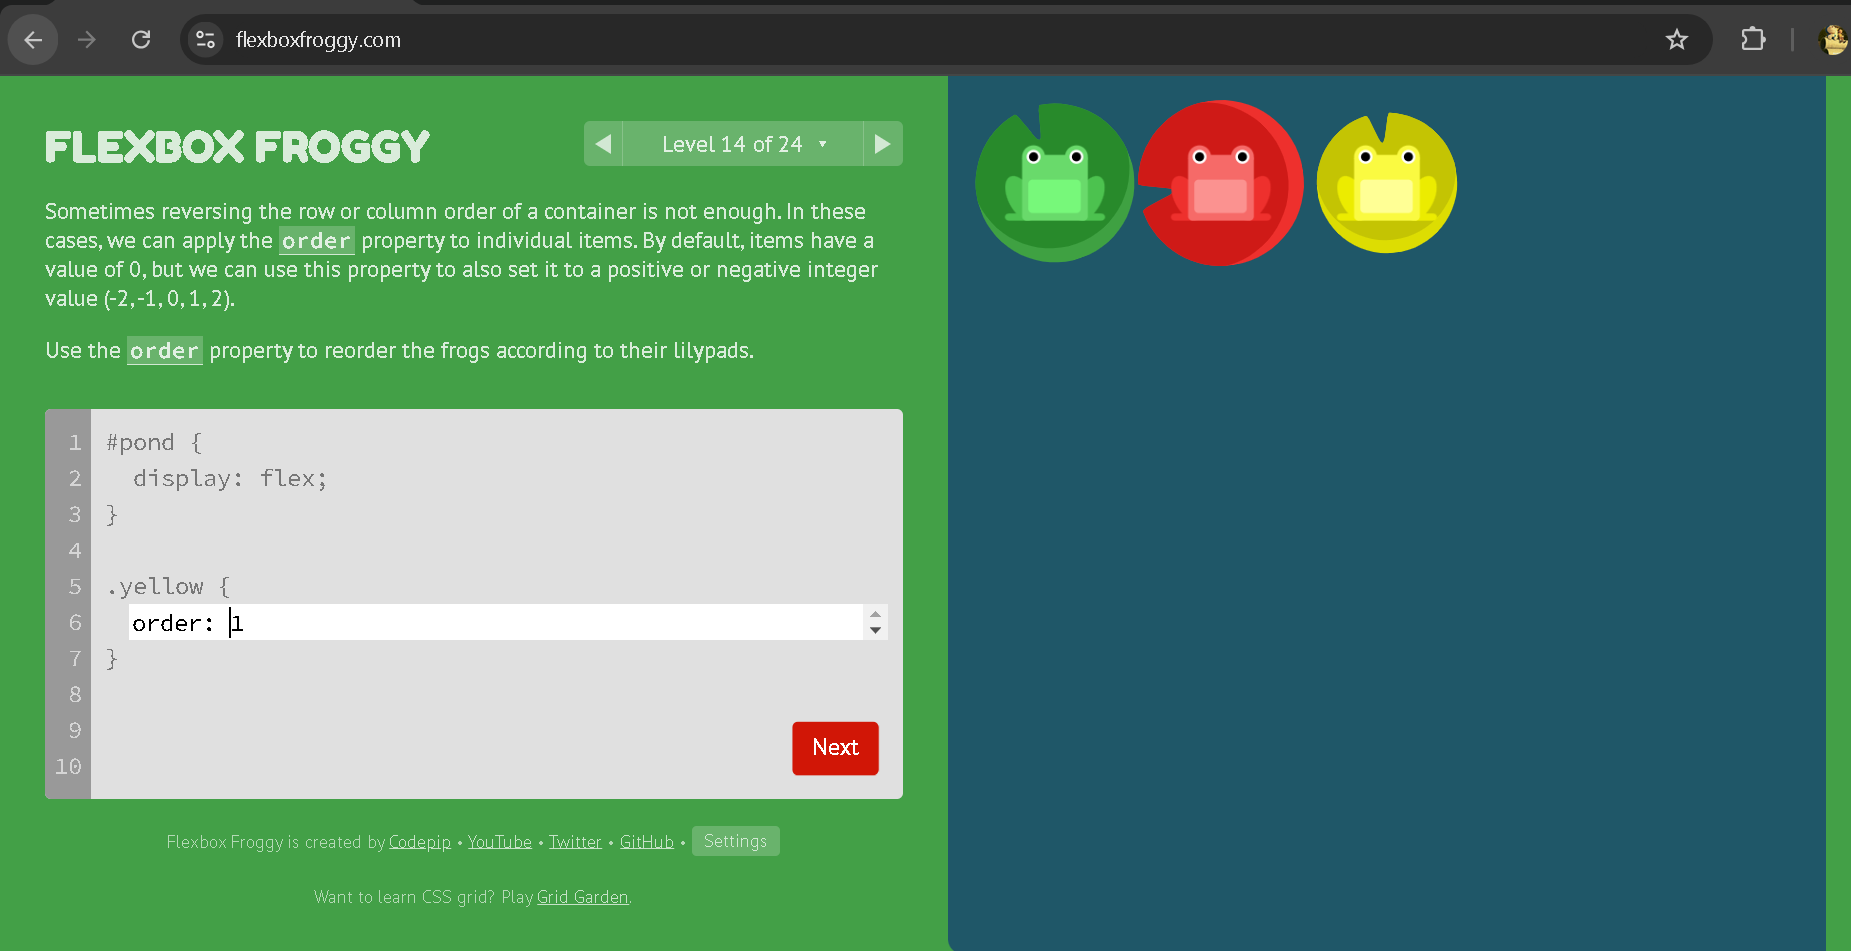 flexboxfroggy.com
FLEXBOX FROGGY
Level 14 of 24
Sometimes reversing the row or column order of a container is not enough. In these
cases, we can apply the order property to individual items. By default, items have a
value of 0, but we can use this property to also set it to a positive or negative integer
value (-2, -1, 0, 1, 2).
Use the order property to reorder the frogs according to their lilypads.
1 #pond {
2 display: flex;
3 }
4
5 .yellow {
6 order: 1
7 }
8
9
10
Next
Flexbox Froggy is created by Codepip • YouTube • Twitter • GitHub • Settings
Want to learn CSS grid? Play Grid Garden.